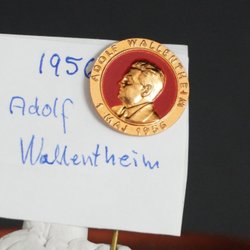 1956
Adolf
Wallentheim
ADOLF WALLENTHEIM
1 MAJ 1956